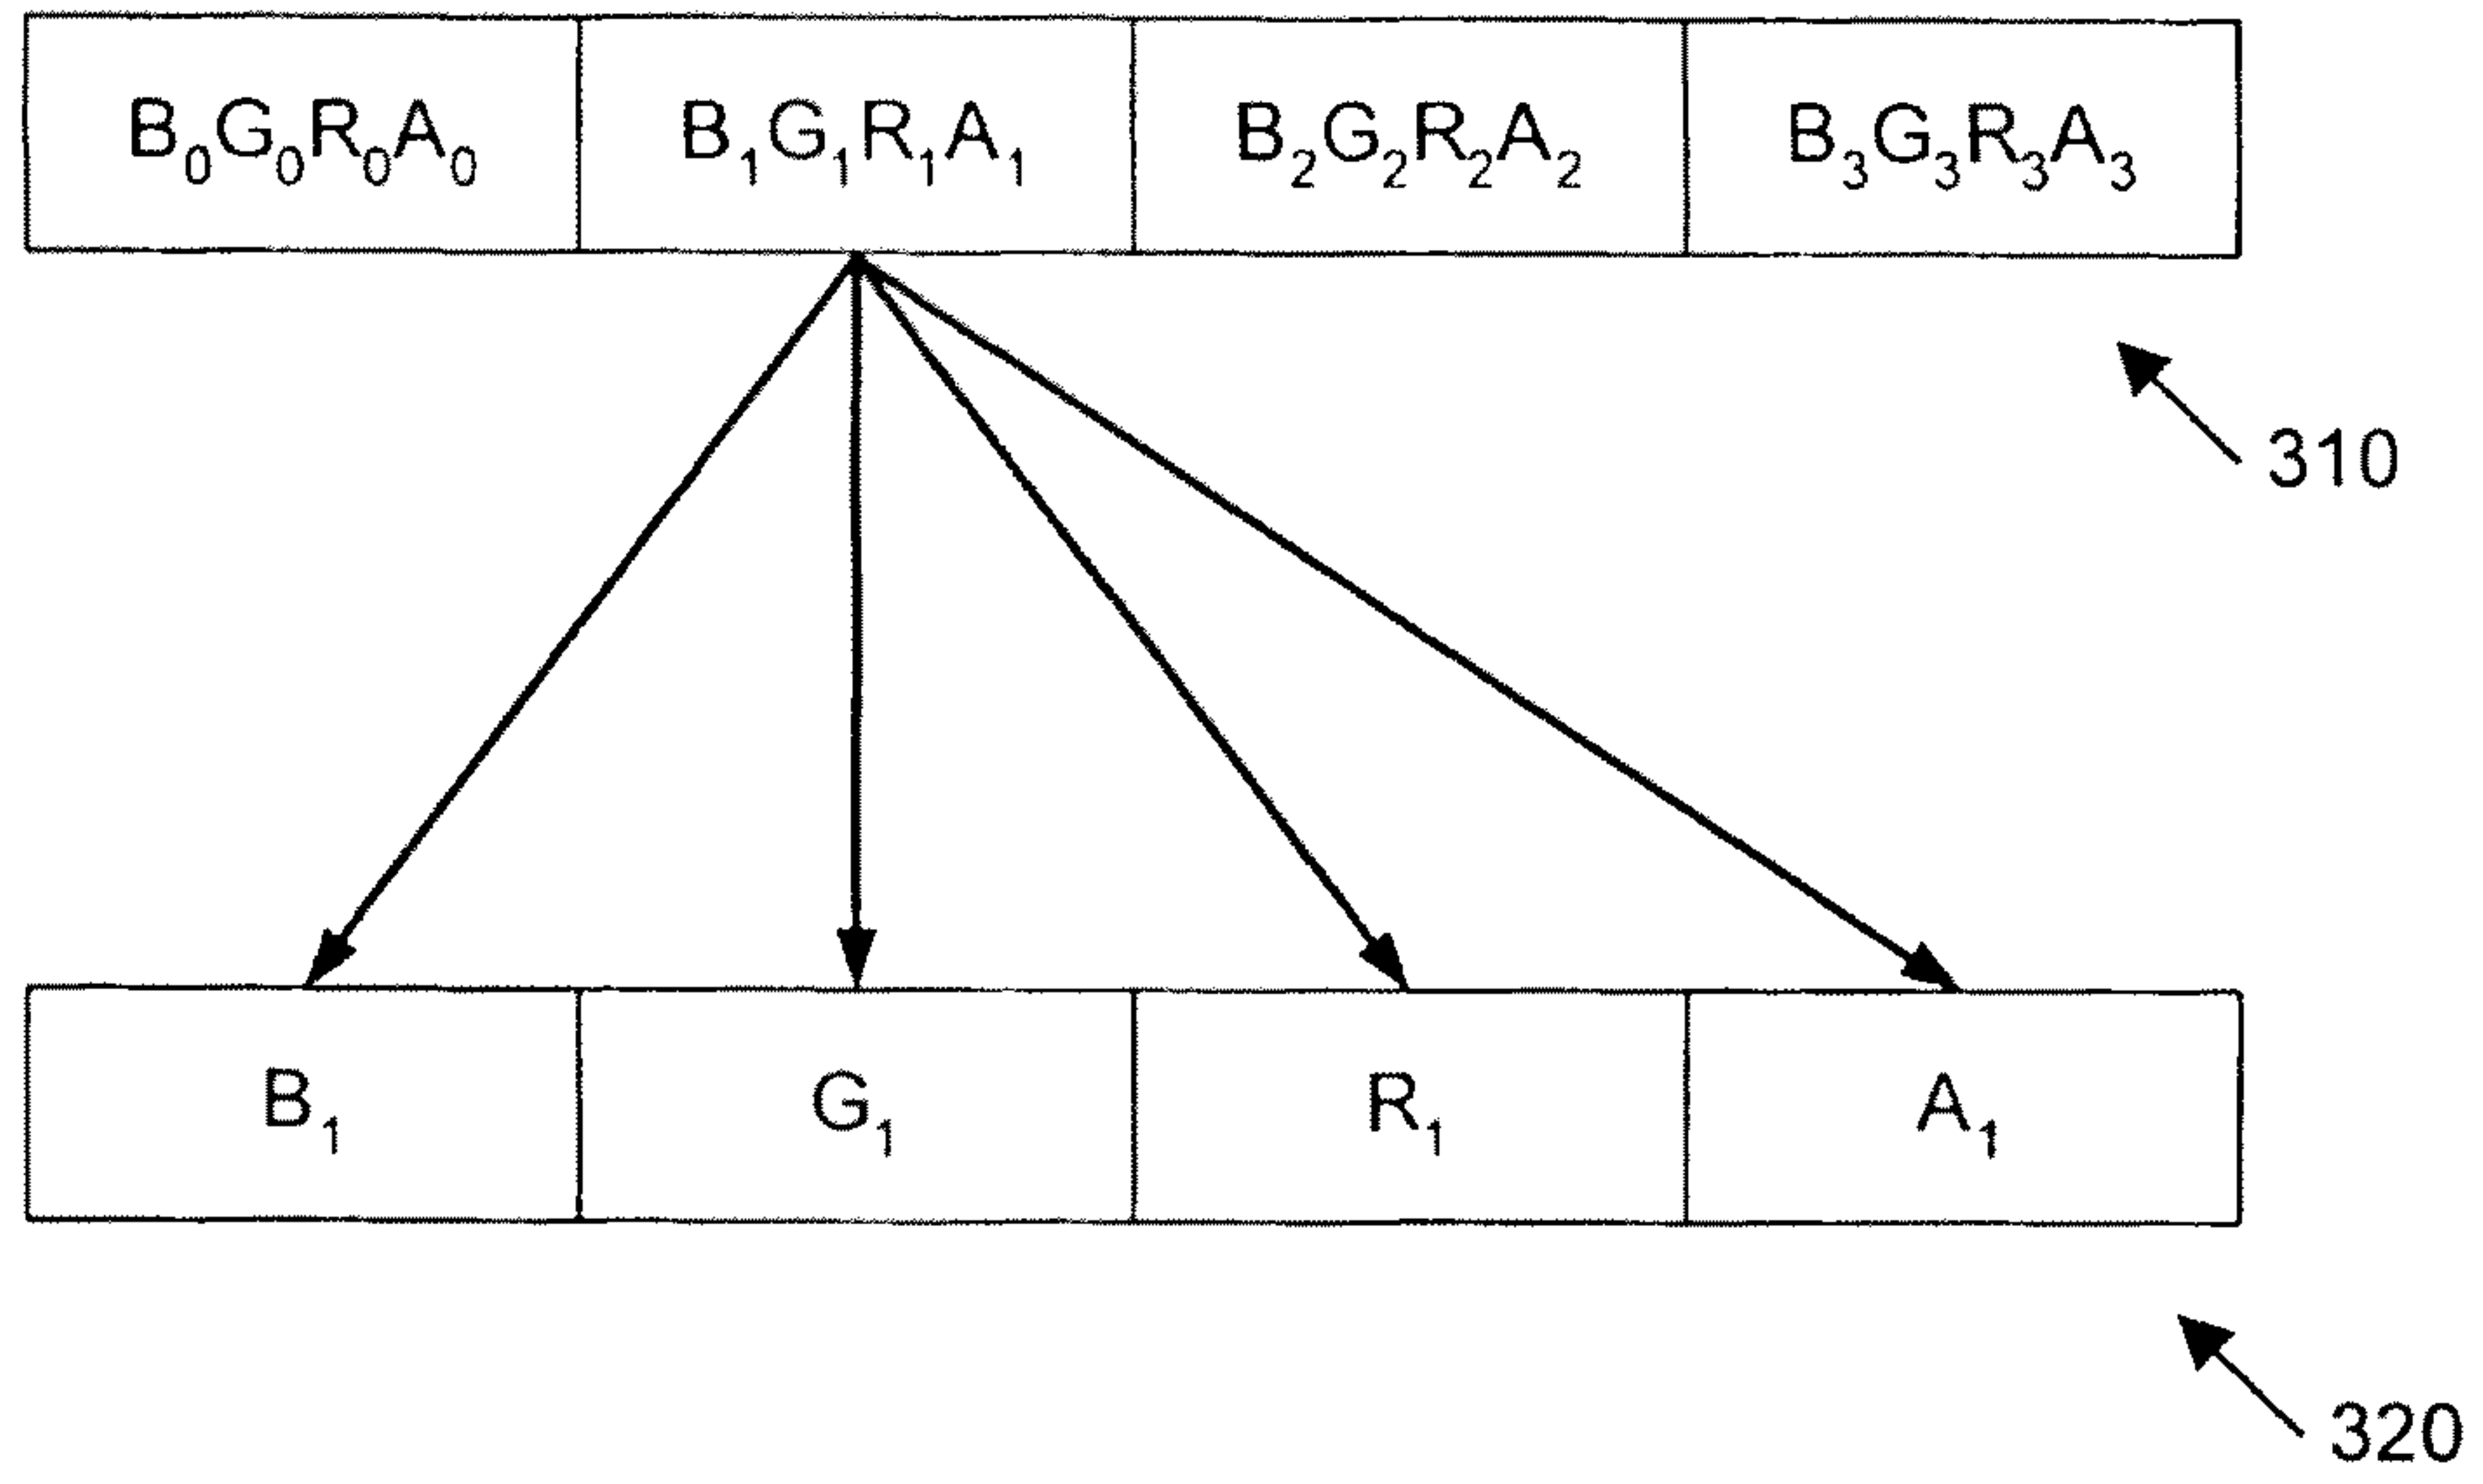 B₀G₀R₀A₀ B₁G₁R₁A₁ B₂G₂R₂A₂ B₃G₃R₃A₃
310
B₁ G₁ R₁ A₁
320